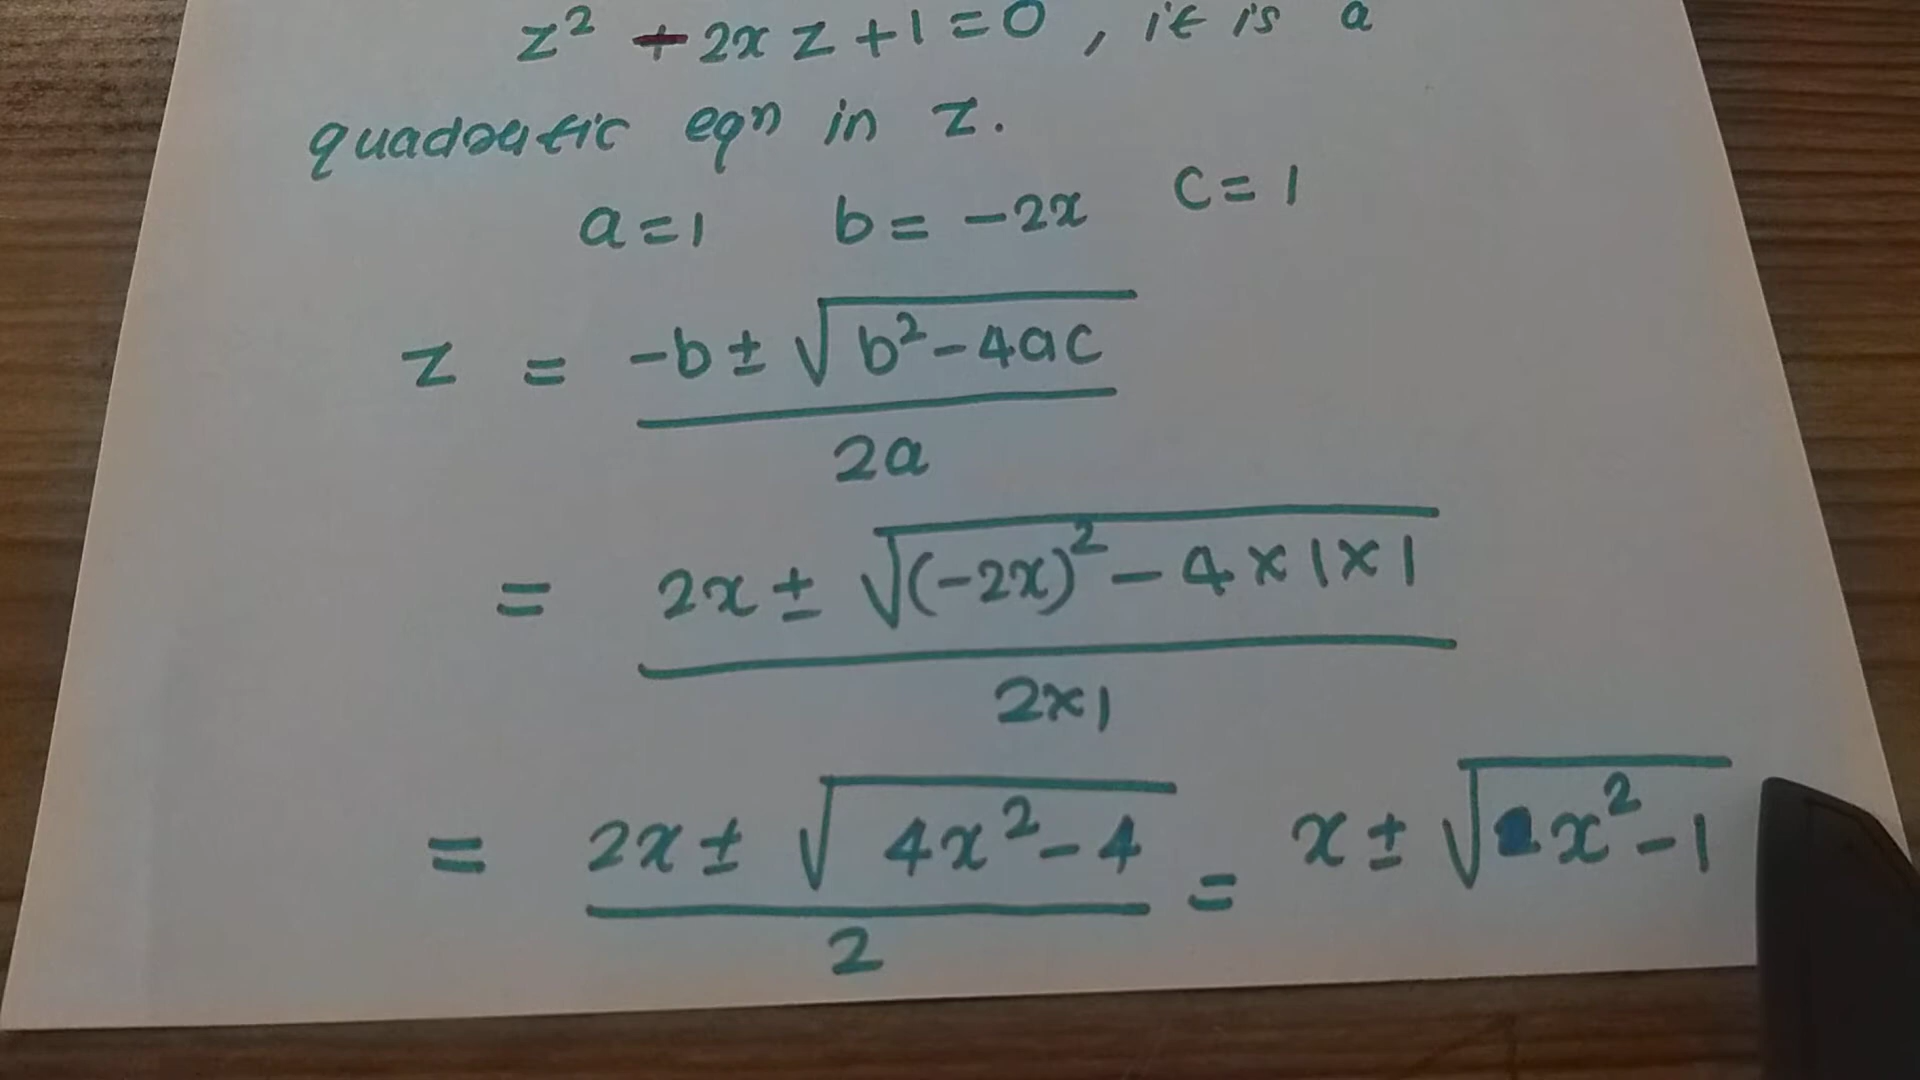 z² - 2x z + 1 = 0 , it is a
quadratic eqn in z.
a = 1 b = -2x c = 1
z = (-b ± √(b² - 4ac)) / 2a
= (2x ± √((-2x)² - 4 × 1 × 1)) / 2×1
= (2x ± √(4x² - 4)) / 2 = x ± √(x² - 1)